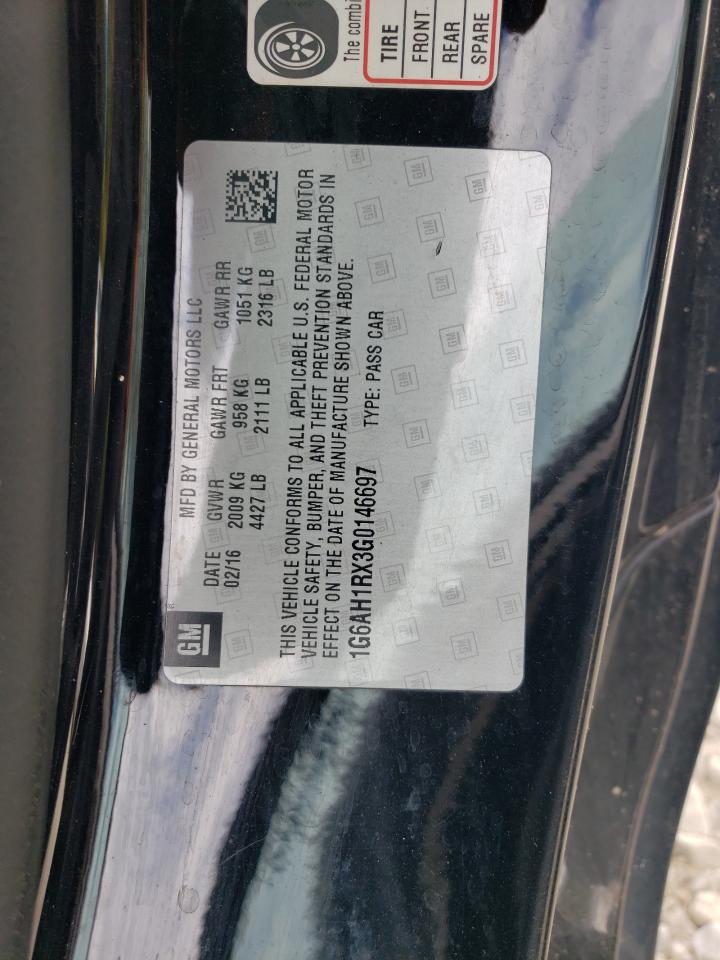 GM
MFD BY GENERAL MOTORS LLC
DATE GVWR GAWR FRT GAWR RR
02/16 2009 KG 958 KG 1051 KG
4427 LB 2111 LB 2316 LB
THIS VEHICLE CONFORMS TO ALL APPLICABLE U.S. FEDERAL MOTOR
VEHICLE SAFETY, BUMPER, AND THEFT PREVENTION STANDARDS IN
EFFECT ON THE DATE OF MANUFACTURE SHOWN ABOVE.
1G6AH1RX3G0146697 TYPE: PASS CAR
The combi
TIRE
FRONT
REAR
SPARE